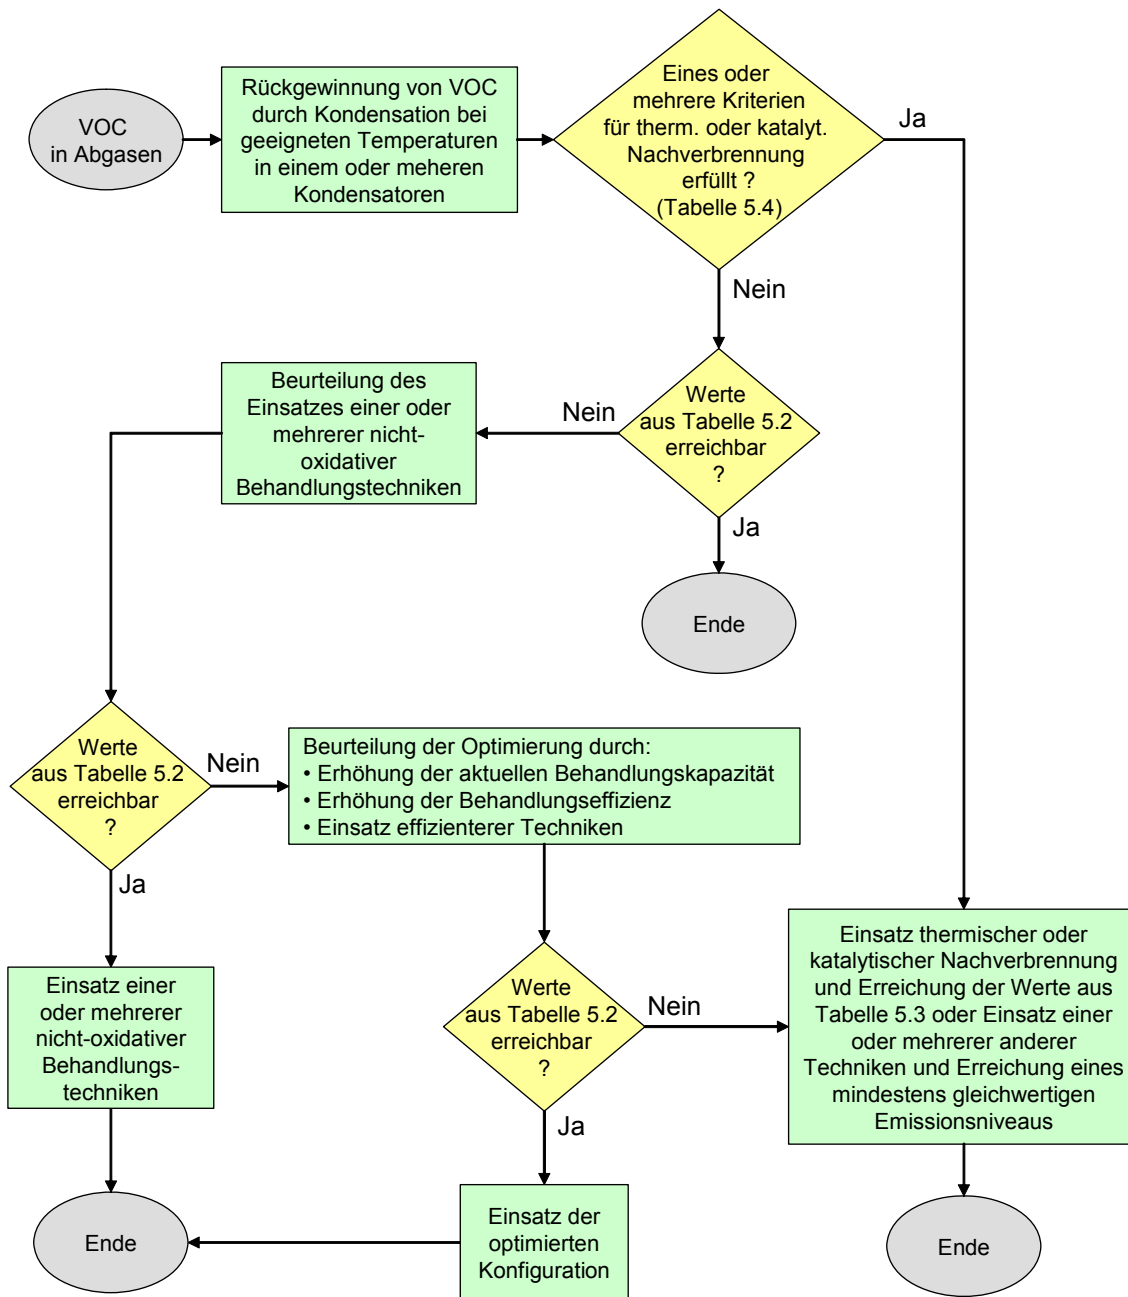 VOC
in Abgasen
Rückgewinnung von VOC
durch Kondensation bei
geeigneten Temperaturen
in einem oder meheren
Kondensatoren
Eines oder
mehrere Kriterien
für therm. oder katalyt.
Nachverbrennung
erfüllt ?
(Tabelle 5.4)
Ja
Nein
Werte
aus Tabelle 5.2
erreichbar
?
Nein
Beurteilung des
Einsatzes einer oder
mehrerer nicht-
oxidativer
Behandlungstechniken
Ja
Ende
Werte
aus Tabelle 5.2
erreichbar
?
Nein
Beurteilung der Optimierung durch:
• Erhöhung der aktuellen Behandlungskapazität
• Erhöhung der Behandlungseffizienz
• Einsatz effizienterer Techniken
Ja
Einsatz einer
oder mehrerer
nicht-oxidativer
Behandlungs-
techniken
Werte
aus Tabelle 5.2
erreichbar
?
Nein
Einsatz thermischer oder
katalytischer Nachverbrennung
und Erreichung der Werte aus
Tabelle 5.3 oder Einsatz einer
oder mehrerer anderer
Techniken und Erreichung eines
mindestens gleichwertigen
Emissionsniveaus
Ja
Ende
Einsatz der
optimierten
Konfiguration
Ende